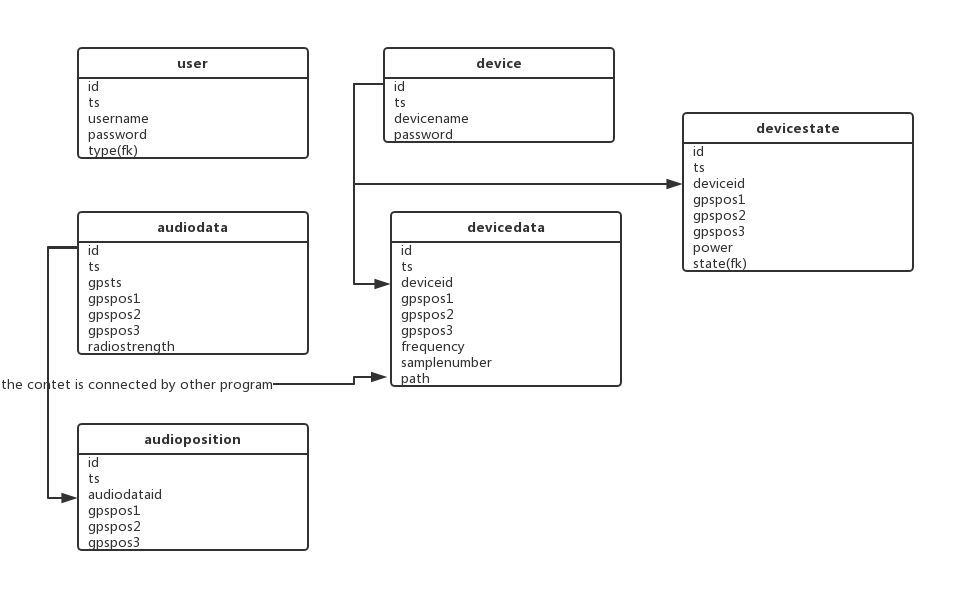 user
id
ts
username
password
type(fk)
device
id
ts
devicename
password
devicestate
id
ts
deviceid
gpspos1
gpspos2
gpspos3
power
state(fk)
audiodata
id
ts
gpsts
gpspos1
gpspos2
gpspos3
radiostrength
devicedata
id
ts
deviceid
gpspos1
gpspos2
gpspos3
frequency
samplenumber
path
the contet is connected by other program
audioposition
id
ts
audiodataid
gpspos1
gpspos2
gpspos3